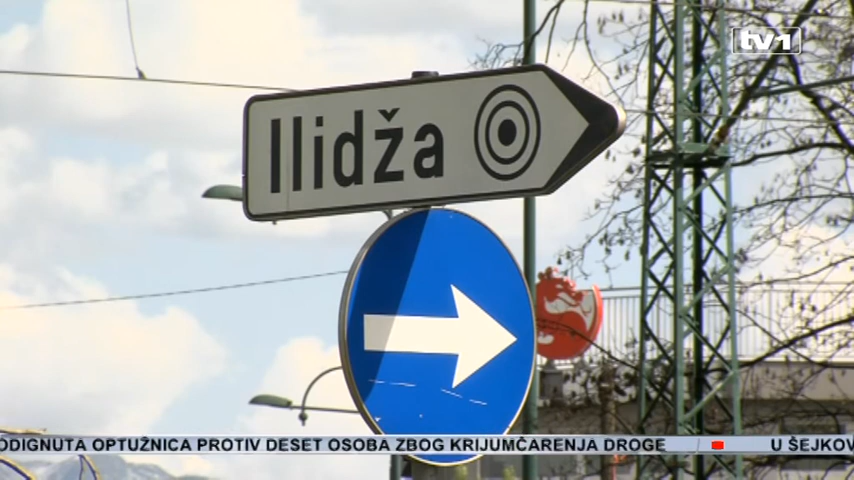 tv1
Ilidža
ODIGNUTA OPTUŽNICA PROTIV DESET OSOBA ZBOG KRIJUMČARENJA DROGE
U ŠEJKOV